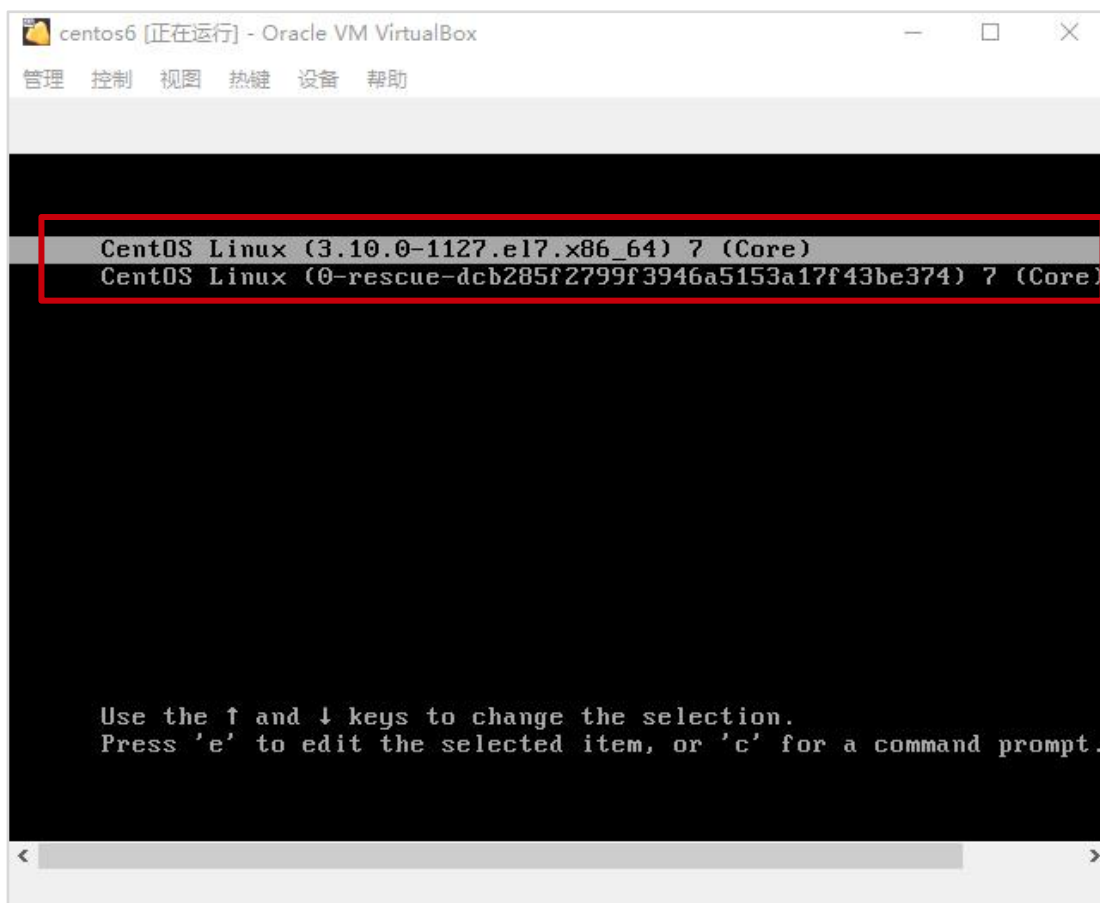 centos6 [正在运行] - Oracle VM VirtualBox
管理 控制 视图 热键 设备 帮助
CentOS Linux (3.10.0-1127.el7.x86_64) 7 (Core)
CentOS Linux (0-rescue-dcb285f2799f3946a5153a17f43be374) 7 (Core)
Use the ↑ and ↓ keys to change the selection.
Press 'e' to edit the selected item, or 'c' for a command prompt.